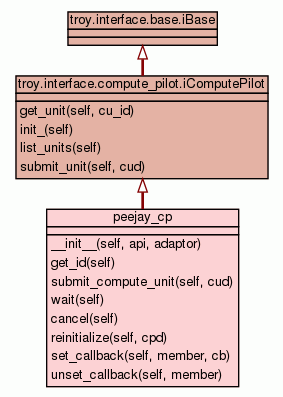 troy.interface.base.iBase
troy.interface.compute_pilot.iComputePilot
get_unit(self, cu_id)
init_(self)
list_units(self)
submit_unit(self, cud)
peejay_cp
__init__(self, api, adaptor)
get_id(self)
submit_compute_unit(self, cud)
wait(self)
cancel(self)
reinitialize(self, cpd)
set_callback(self, member, cb)
unset_callback(self, member)